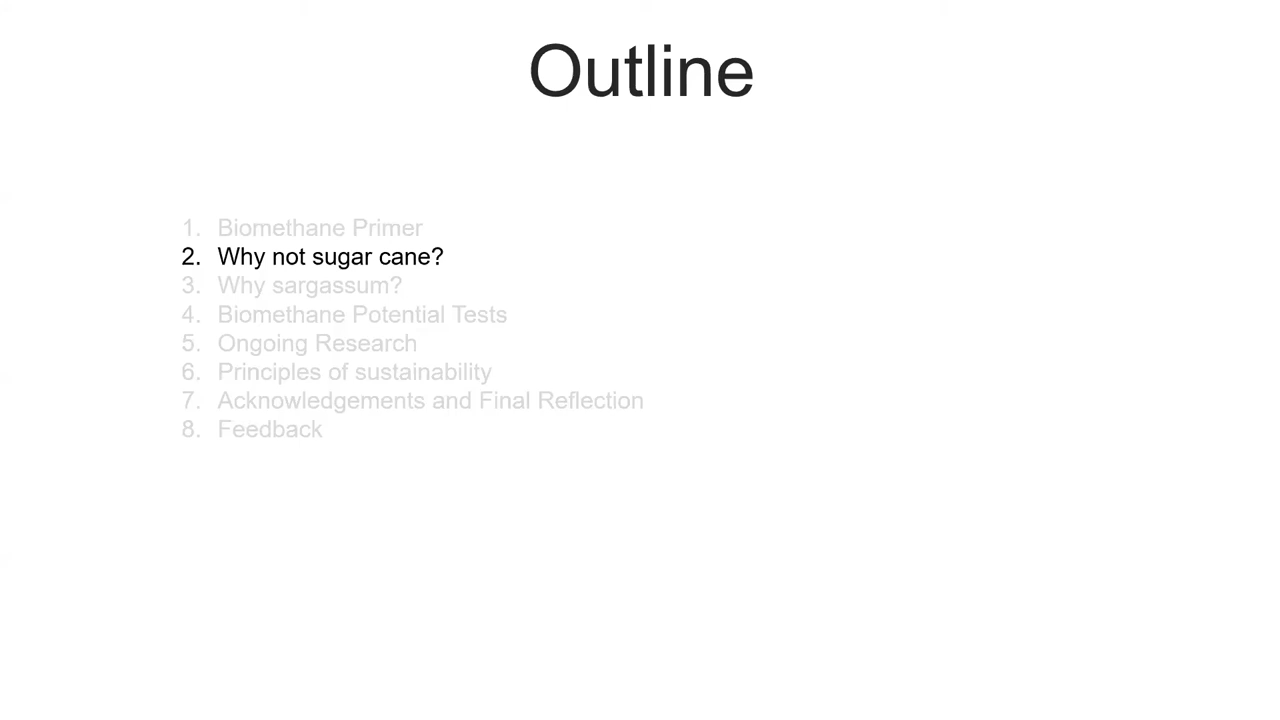 Outline
1. Biomethane Primer
2. Why not sugar cane?
3. Why sargassum?
4. Biomethane Potential Tests
5. Ongoing Research
6. Principles of sustainability
7. Acknowledgements and Final Reflection
8. Feedback